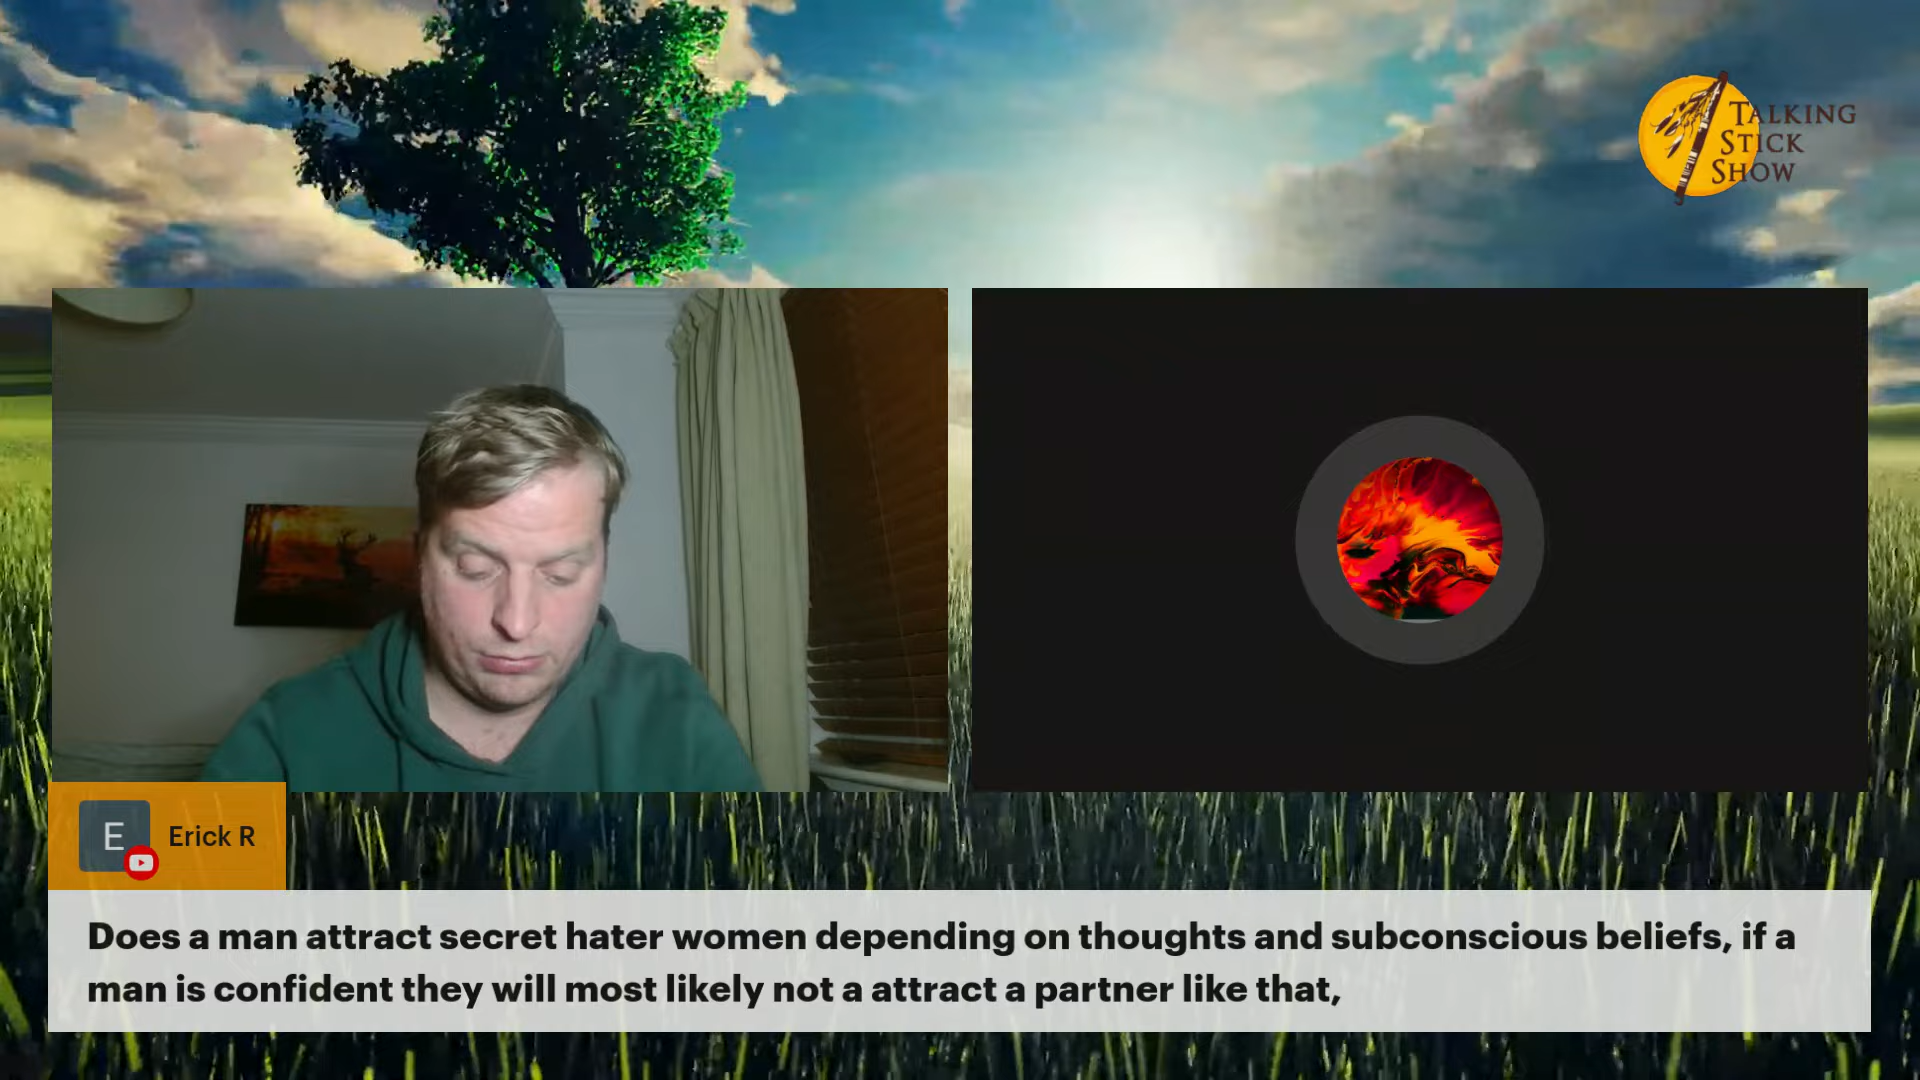 TALKING
STICK
SHOW
E
Erick R
Does a man attract secret hater women depending on thoughts and subconscious beliefs, if a
man is confident they will most likely not a attract a partner like that,